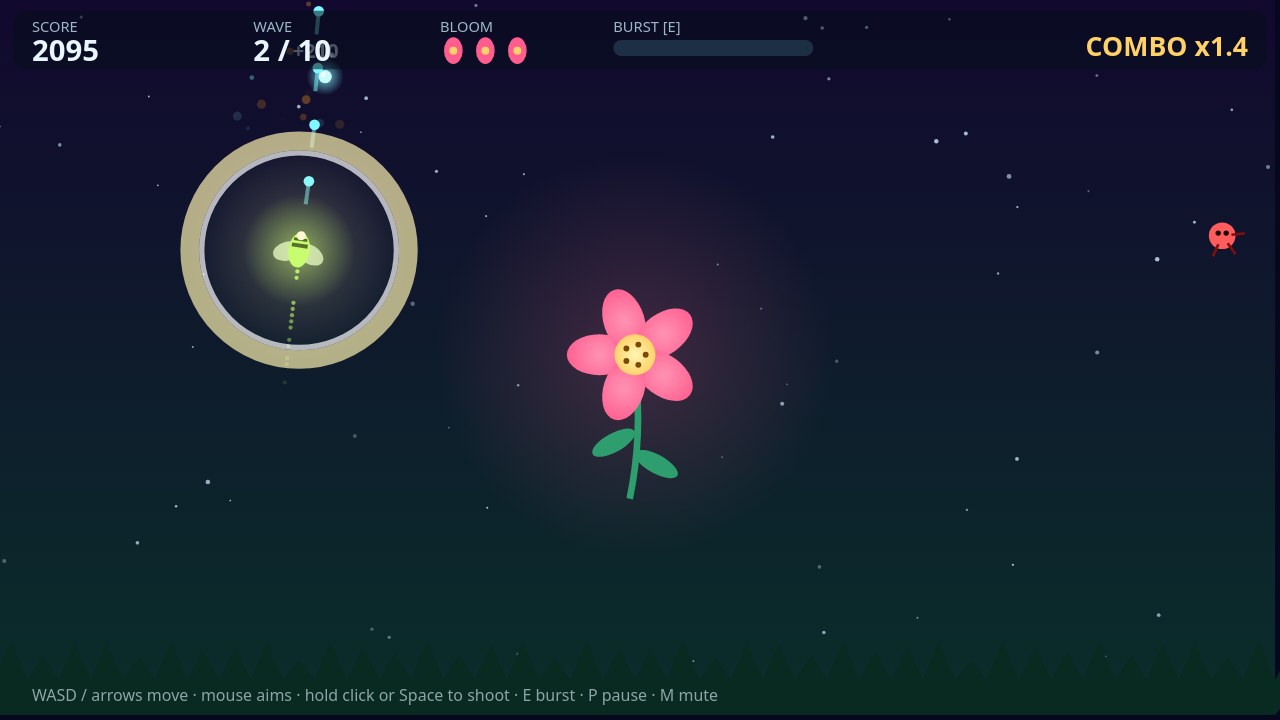 SCORE
2095
WAVE
2 / 10
BLOOM
BURST [E]
COMBO x1.4
WASD / arrows move · mouse aims · hold click or Space to shoot · E burst · P pause · M mute